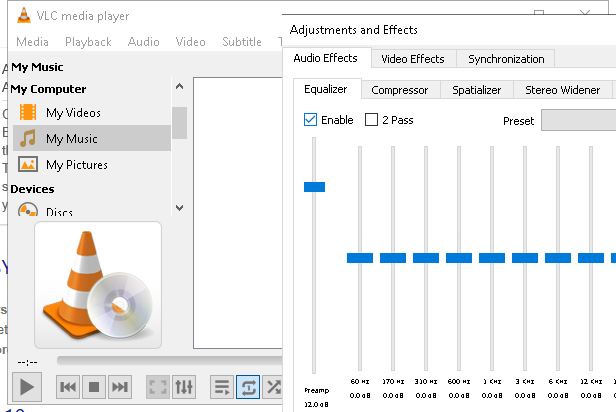 VLC media player
Media Playback Audio Video Subtitle
My Music
My Computer
My Videos
My Music
My Pictures
Devices
Discs
--:--
Adjustments and Effects
Audio Effects Video Effects Synchronization
Equalizer Compressor Spatializer Stereo Widener
Enable 2 Pass Preset
60 Hz 170 Hz 310 Hz 600 Hz 1 KHz 3 KHz 6 KHz 12 KHz
Preamp 0.0 dB 0.0 dB 0.0 dB 0.0 dB 0.0 dB 0.0 dB 0.0 dB 0.0 dB
12.0 dB